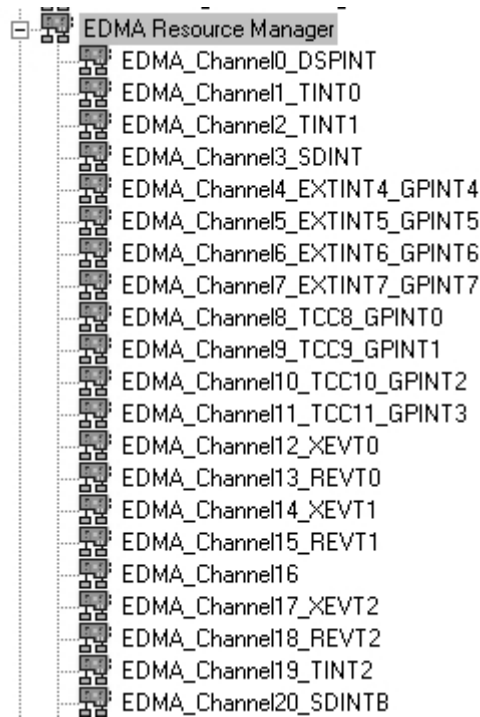 EDMA Resource Manager
EDMA_Channel0_DSPINT
EDMA_Channel1_TINT0
EDMA_Channel2_TINT1
EDMA_Channel3_SDINT
EDMA_Channel4_EXTINT4_GPINT4
EDMA_Channel5_EXTINT5_GPINT5
EDMA_Channel6_EXTINT6_GPINT6
EDMA_Channel7_EXTINT7_GPINT7
EDMA_Channel8_TCC8_GPINT0
EDMA_Channel9_TCC9_GPINT1
EDMA_Channel10_TCC10_GPINT2
EDMA_Channel11_TCC11_GPINT3
EDMA_Channel12_XEVT0
EDMA_Channel13_REVT0
EDMA_Channel14_XEVT1
EDMA_Channel15_REVT1
EDMA_Channel16
EDMA_Channel17_XEVT2
EDMA_Channel18_REVT2
EDMA_Channel19_TINT2
EDMA_Channel20_SDINTB